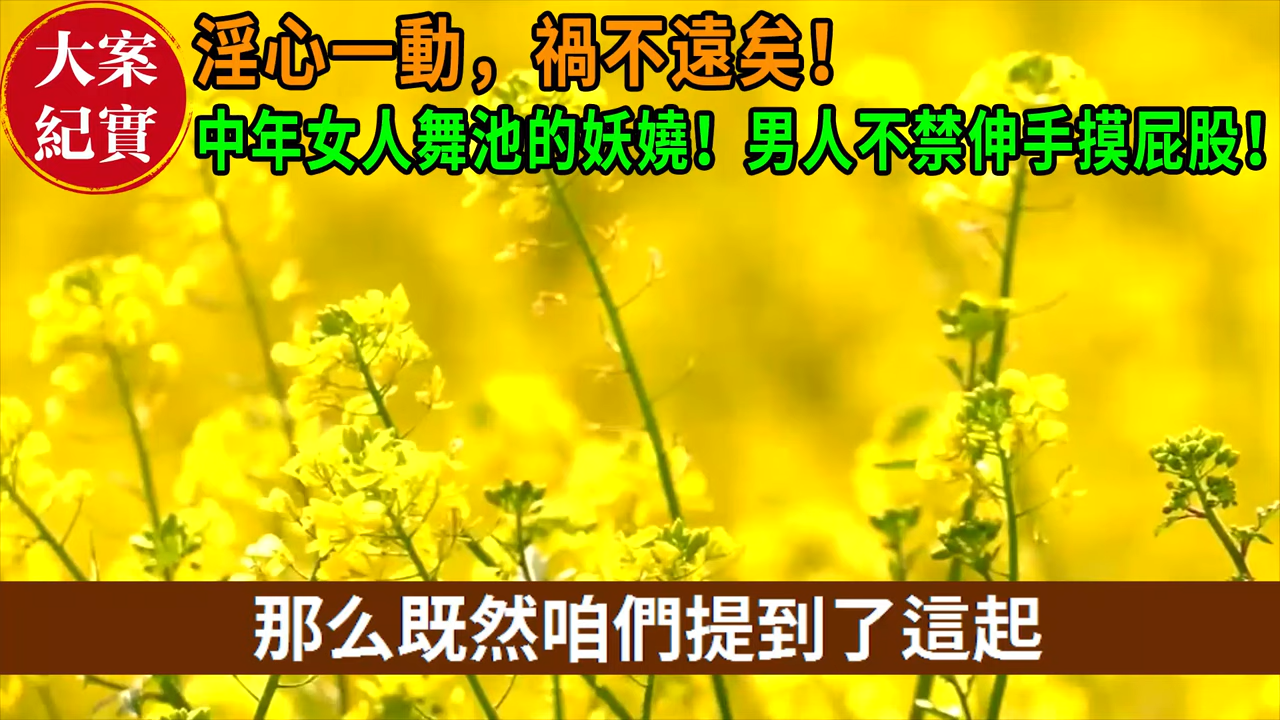 大案
紀實
淫心一動，禍不遠矣！
中年女人舞池的妖嬈！男人不禁伸手摸屁股！
那么既然咱們提到了這起